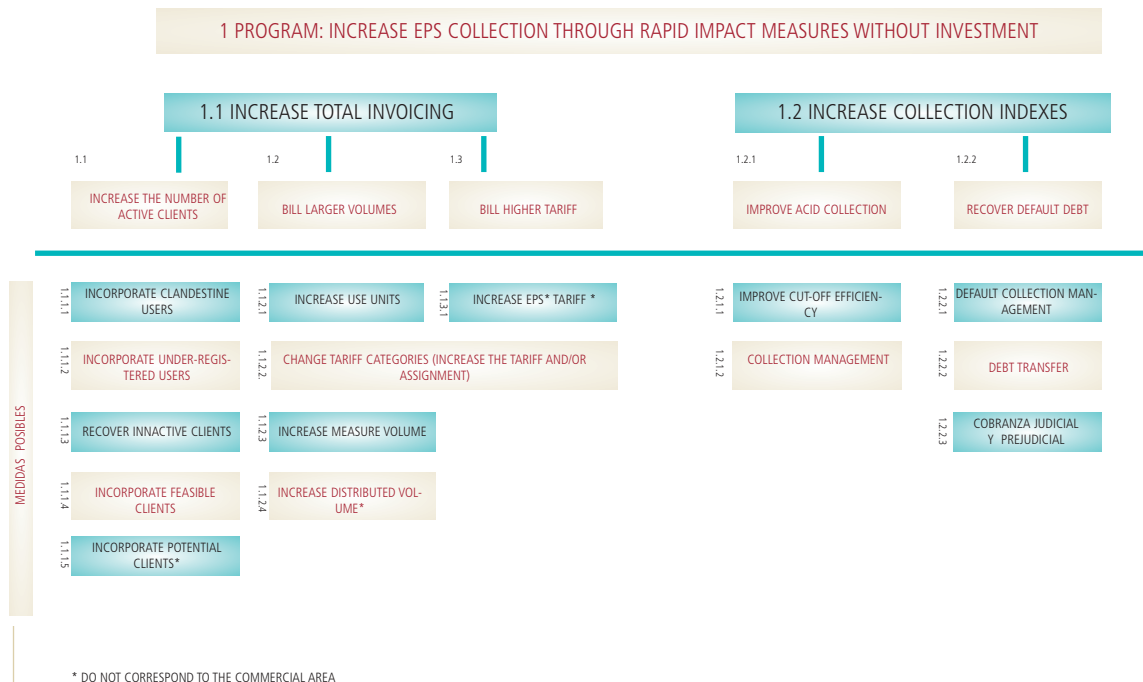 1 PROGRAM: INCREASE EPS COLLECTION THROUGH RAPID IMPACT MEASURES WITHOUT INVESTMENT
1.1 INCREASE TOTAL INVOICING
1.2 INCREASE COLLECTION INDEXES
1.1
INCREASE THE NUMBER OF
ACTIVE CLIENTS
1.2
BILL LARGER VOLUMES
1.3
BILL HIGHER TARIFF
1.2.1
IMPROVE ACID COLLECTION
1.2.2
RECOVER DEFAULT DEBT
MEDIDAS POSIBLES
1.1.1.1
INCORPORATE CLANDESTINE
USERS
1.1.1.2
INCORPORATE UNDER-REGIS-
TERED USERS
1.1.1.3
RECOVER INNACTIVE CLIENTS
1.1.1.4
INCORPORATE FEASIBLE
CLIENTS
1.1.1.5
INCORPORATE POTENTIAL
CLIENTS*
1.1.2.1
INCREASE USE UNITS
1.1.2.2.
CHANGE TARIFF CATEGORIES (INCREASE THE TARIFF AND/OR
ASSIGNMENT)
1.1.2.3
INCREASE MEASURE VOLUME
1.1.2.4
INCREASE DISTRIBUTED VOL-
UME*
1.1.3.1
INCREASE EPS* TARIFF *
1.2.1.1
IMPROVE CUT-OFF EFFICIEN-
CY
1.2.1.2
COLLECTION MANAGEMENT
1.2.2.1
DEFAULT COLLECTION MAN-
AGEMENT
1.2.2.2
DEBT TRANSFER
1.2.2.3
COBRANZA JUDICIAL
Y PREJUDICIAL
* DO NOT CORRESPOND TO THE COMMERCIAL AREA